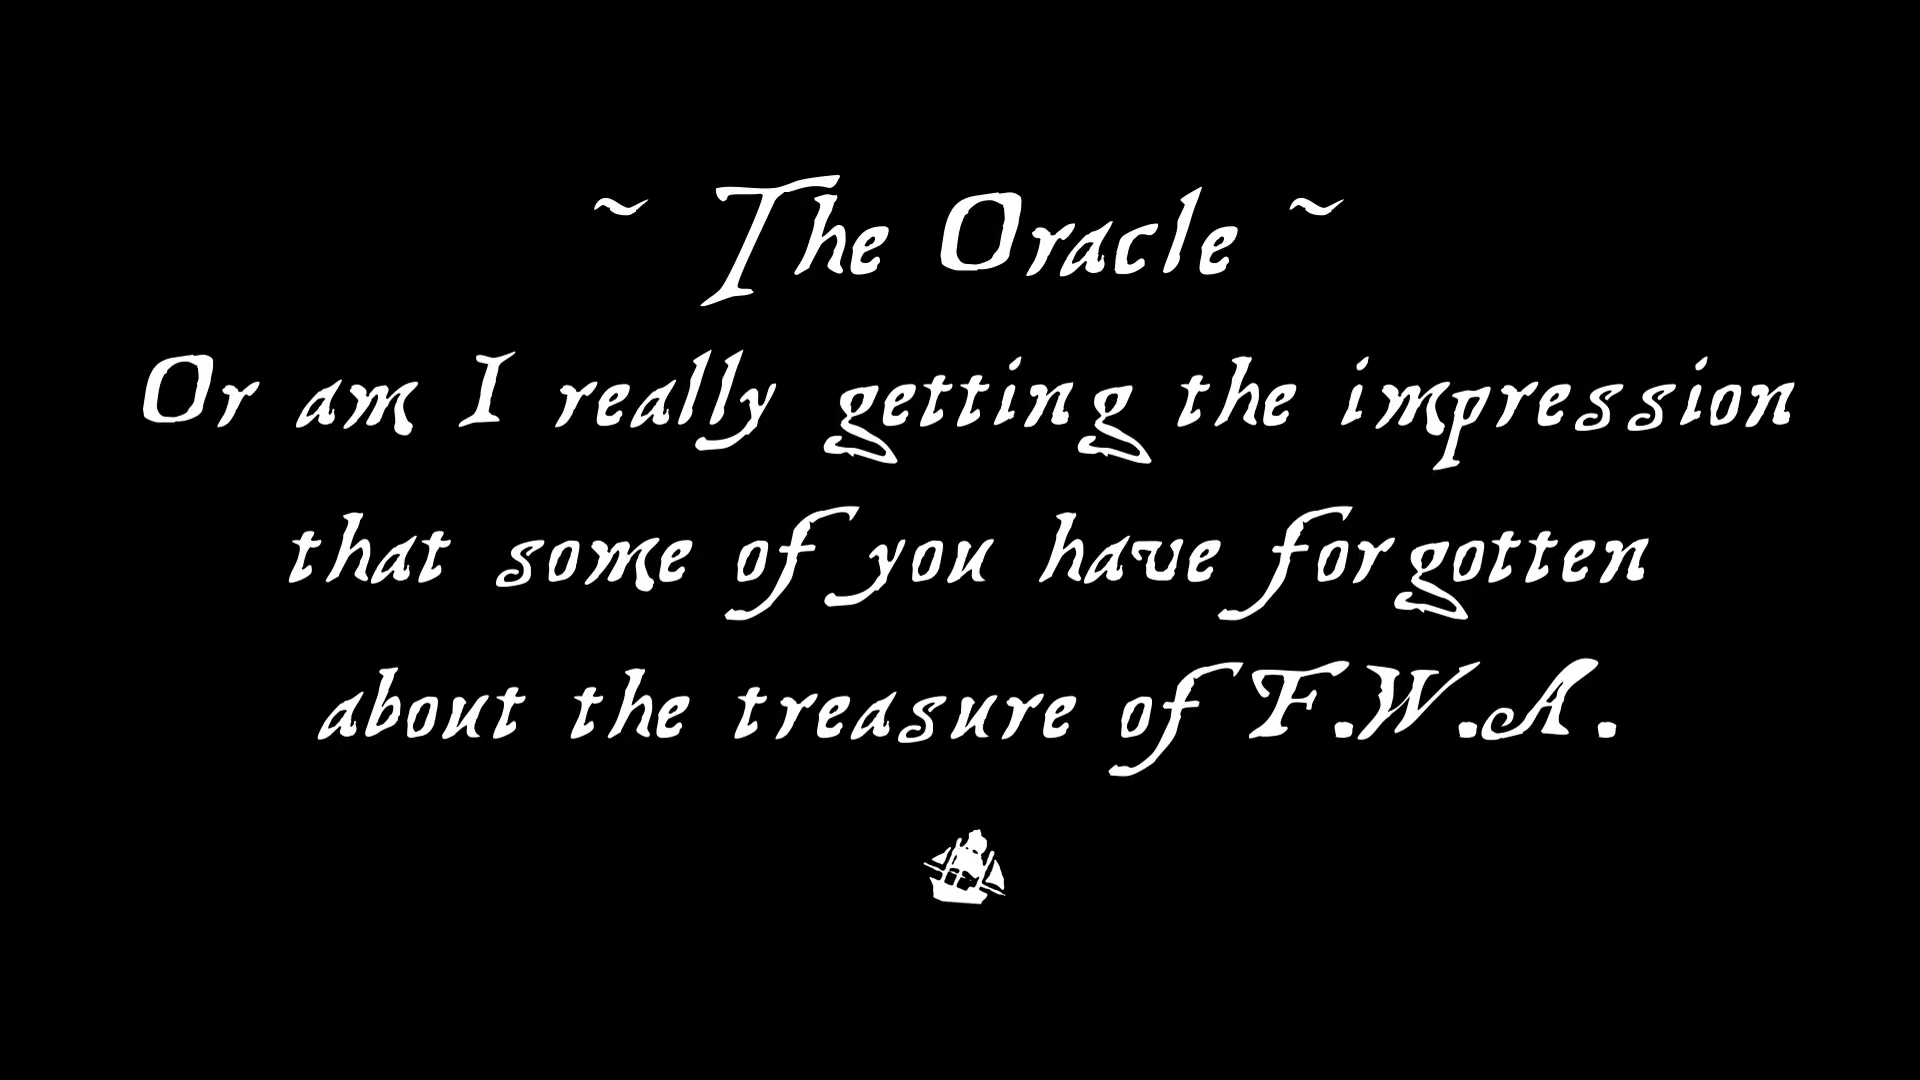 ~ The Oracle ~
Or am I really getting the impression
that some of you have forgotten
about the treasure of F.W.A.